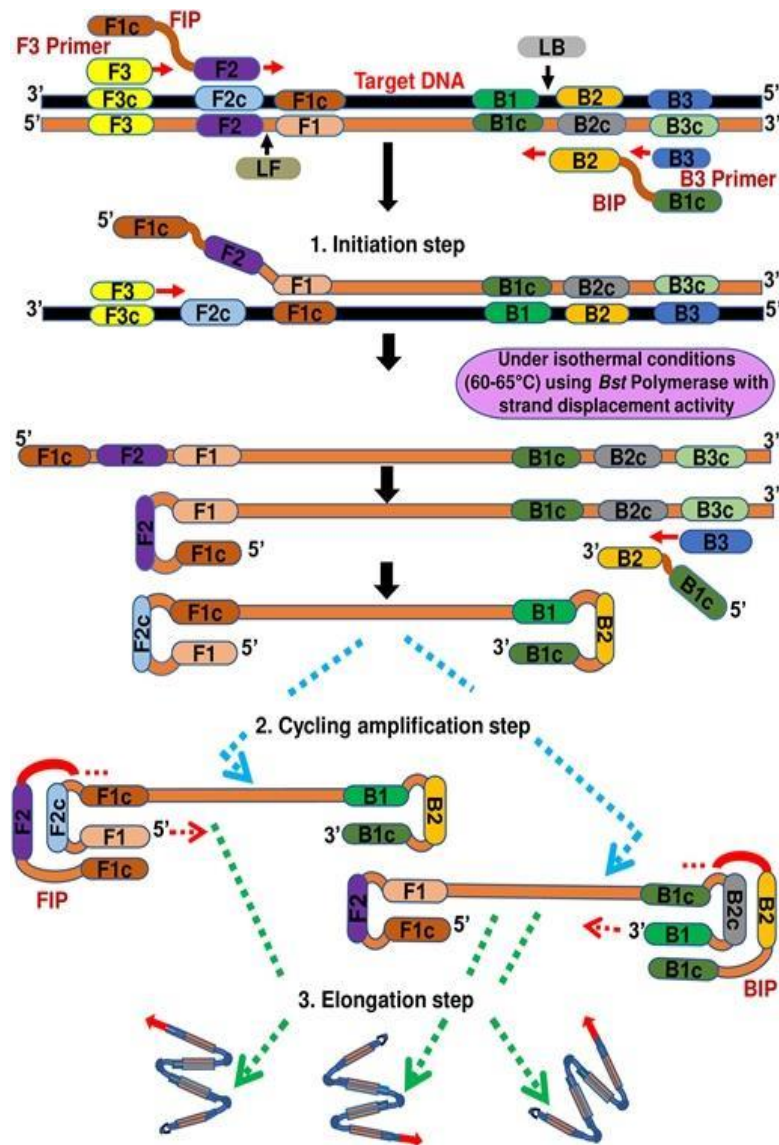 F1c FIP
F3 Primer
F3 F2
LB
Target DNA
3’ F3c F2c F1c B1 B2 B3 5’
5’ F3 F2 F1 B1c B2c B3c 3’
LF
B2 B3
B3 Primer
BIP B1c
5’ F1c
F2
1. Initiation step
F1 B1c B2c B3c 3’
F3
3’ F3c F2c F1c B1 B2 B3 5’
Under isothermal conditions
(60-65°C) using Bst Polymerase with
strand displacement activity
5’ 3’
F1c F2 F1 B1c B2c B3c
3’
F1 B1c B2c B3c
F2
F1c 5’
B3
3’ B2
B1c 5’
F1c B1
F2c B2
F1 5’ 3’ B1c
2. Cycling amplification step
F1c B1
F2 F2c B2
F1 5’ 3’ B1c
F1c
FIP
F1 B1c
F2 B2c B2
F1c 5’ 3’ B1
B1c
BIP
3. Elongation step